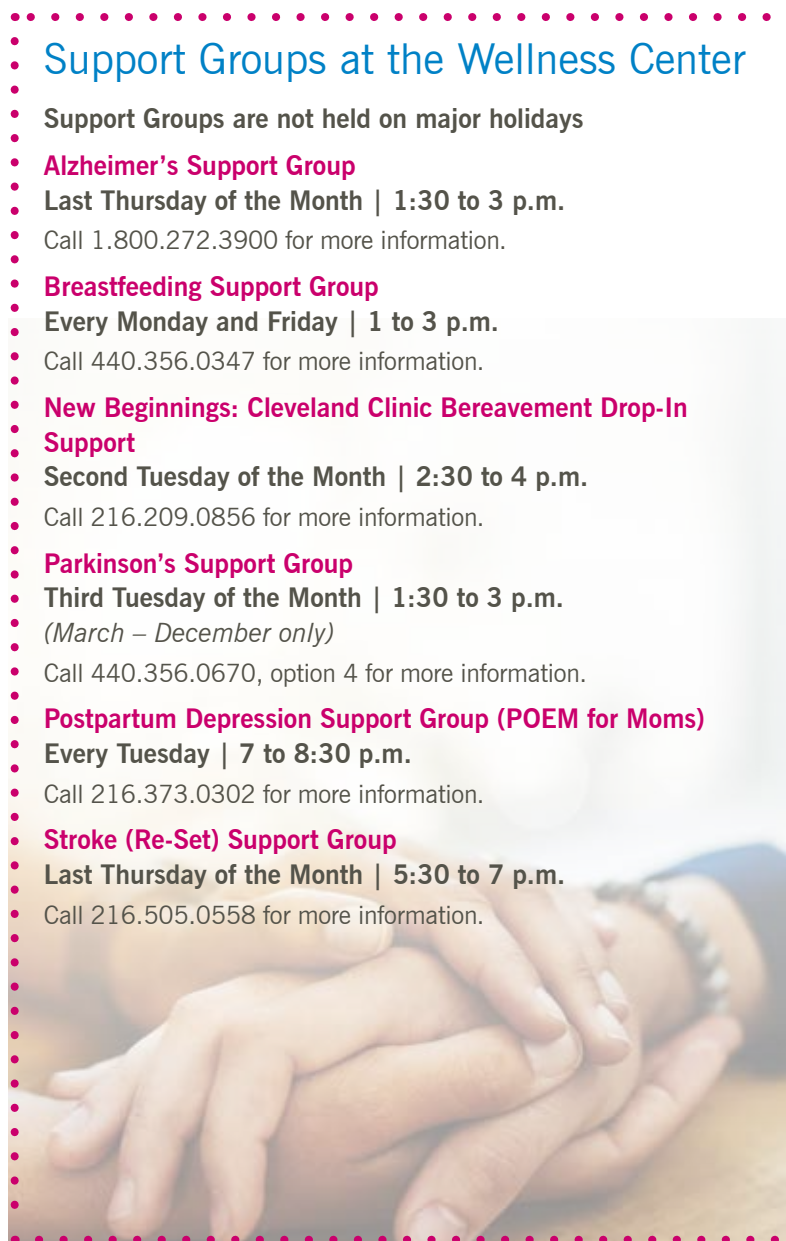 Support Groups at the Wellness Center
Support Groups are not held on major holidays
Alzheimer’s Support Group
Last Thursday of the Month | 1:30 to 3 p.m.
Call 1.800.272.3900 for more information.
Breastfeeding Support Group
Every Monday and Friday | 1 to 3 p.m.
Call 440.356.0347 for more information.
New Beginnings: Cleveland Clinic Bereavement Drop-In
Support
Second Tuesday of the Month | 2:30 to 4 p.m.
Call 216.209.0856 for more information.
Parkinson’s Support Group
Third Tuesday of the Month | 1:30 to 3 p.m.
(March – December only)
Call 440.356.0670, option 4 for more information.
Postpartum Depression Support Group (POEM for Moms)
Every Tuesday | 7 to 8:30 p.m.
Call 216.373.0302 for more information.
Stroke (Re-Set) Support Group
Last Thursday of the Month | 5:30 to 7 p.m.
Call 216.505.0558 for more information.